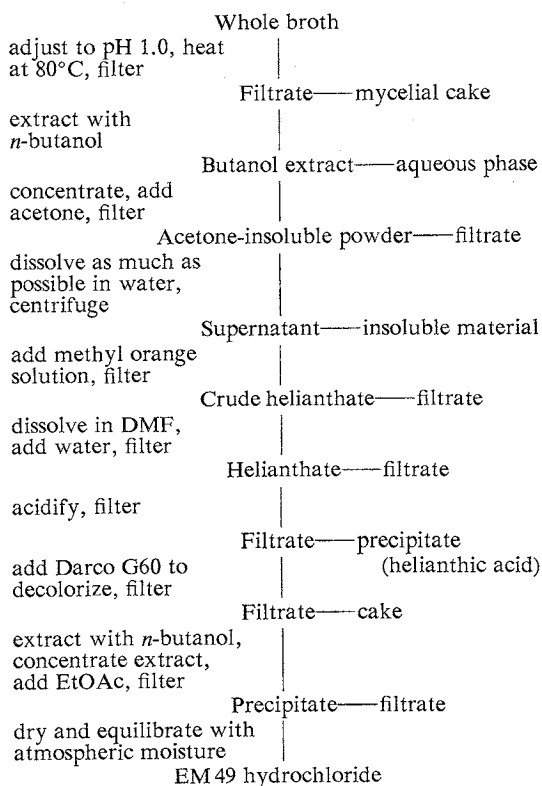 Whole broth
adjust to pH 1.0, heat
at 80°C, filter
Filtrate — mycelial cake
extract with
n-butanol
Butanol extract — aqueous phase
concentrate, add
acetone, filter
Acetone-insoluble powder — filtrate
dissolve as much as
possible in water,
centrifuge
Supernatant — insoluble material
add methyl orange
solution, filter
Crude helianthate — filtrate
dissolve in DMF,
add water, filter
Helianthate — filtrate
acidify, filter
Filtrate — precipitate
(helianthic acid)
add Darco G60 to
decolorize, filter
Filtrate — cake
extract with n-butanol,
concentrate extract,
add EtOAc, filter
Precipitate — filtrate
dry and equilibrate with
atmospheric moisture
EM 49 hydrochloride